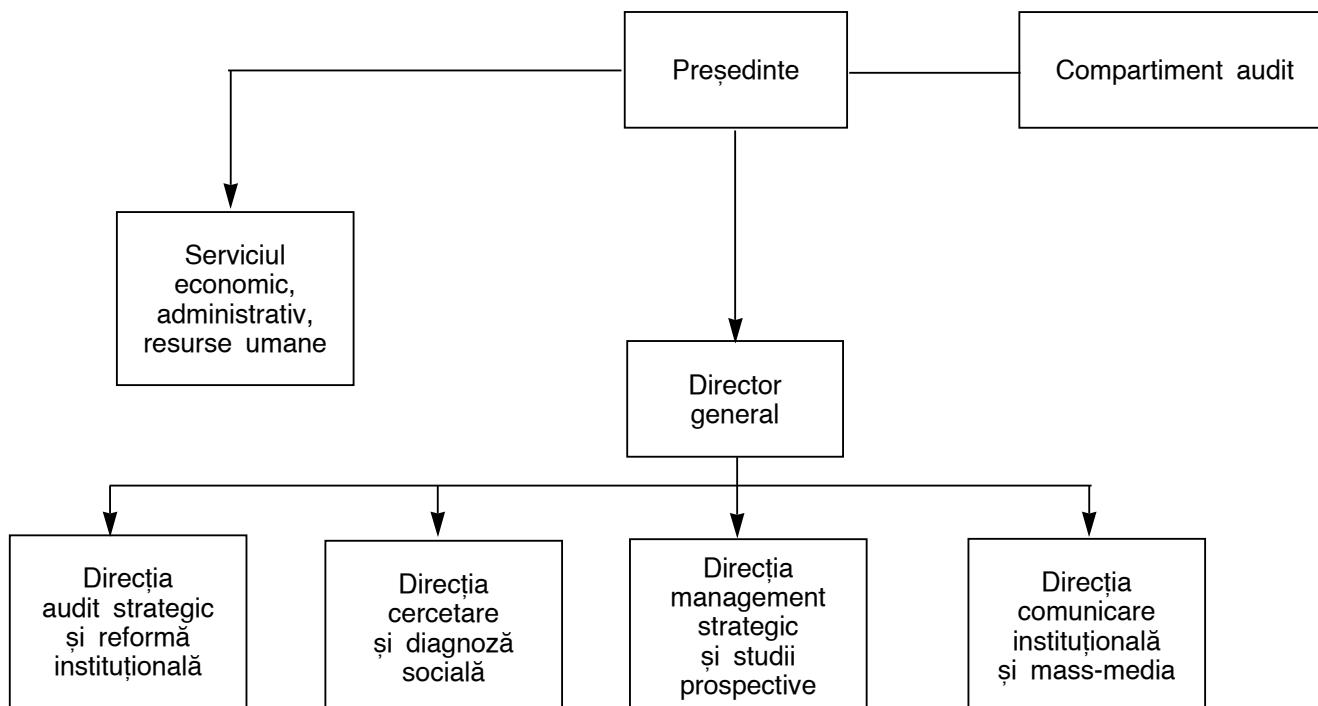 Președinte
Compartiment audit
Serviciul
economic,
administrativ,
resurse umane
Director
general
Direcția
audit strategic
și reformă
instituțională
Direcția
cercetare
și diagnoză
socială
Direcția
management
strategic
și studii
prospective
Direcția
comunicare
instituțională
și mass-media